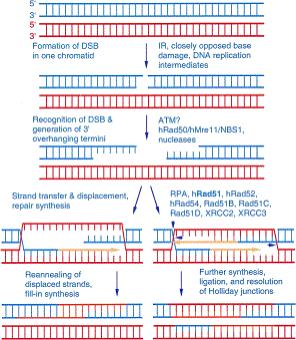 5'
3'
5'
3'
Formation of DSB
in one chromatid
IR, closely opposed base
damage, DNA replication
intermediates
Recognition of DSB &
generation of 3'
overhanging termini
ATM?
hRad50/hMre11/NBS1,
nucleases
Strand transfer & displacement,
repair synthesis
RPA, hRad51, hRad52,
hRad54, Rad51B, Rad51C,
Rad51D, XRCC2, XRCC3
Reannealing of
displaced strands,
fill-in synthesis
Further synthesis,
ligation, and resolution
of Holliday junctions